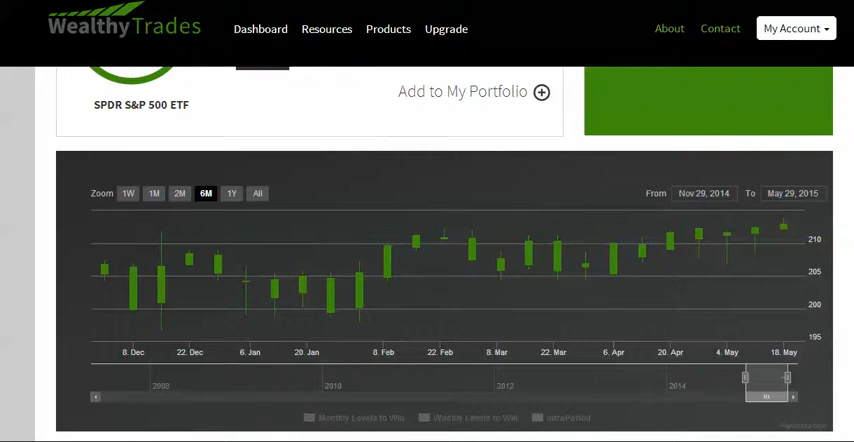 WealthyTrades Dashboard Resources Products Upgrade About Contact My Account
Add to My Portfolio
SPDR S&P 500 ETF
Zoom 1W 1M 2M 6M 1Y All From Nov 29, 2014 To May 29, 2015
210
205
200
195
8. Dec 22. Dec 6. Jan 20. Jan 8. Feb 22. Feb 8. Mar 22. Mar 6. Apr 20. Apr 4. May 18. May
2008 2010 2012 2014
Monthly Levels to Win Weekly Levels to Win IntraPeriod